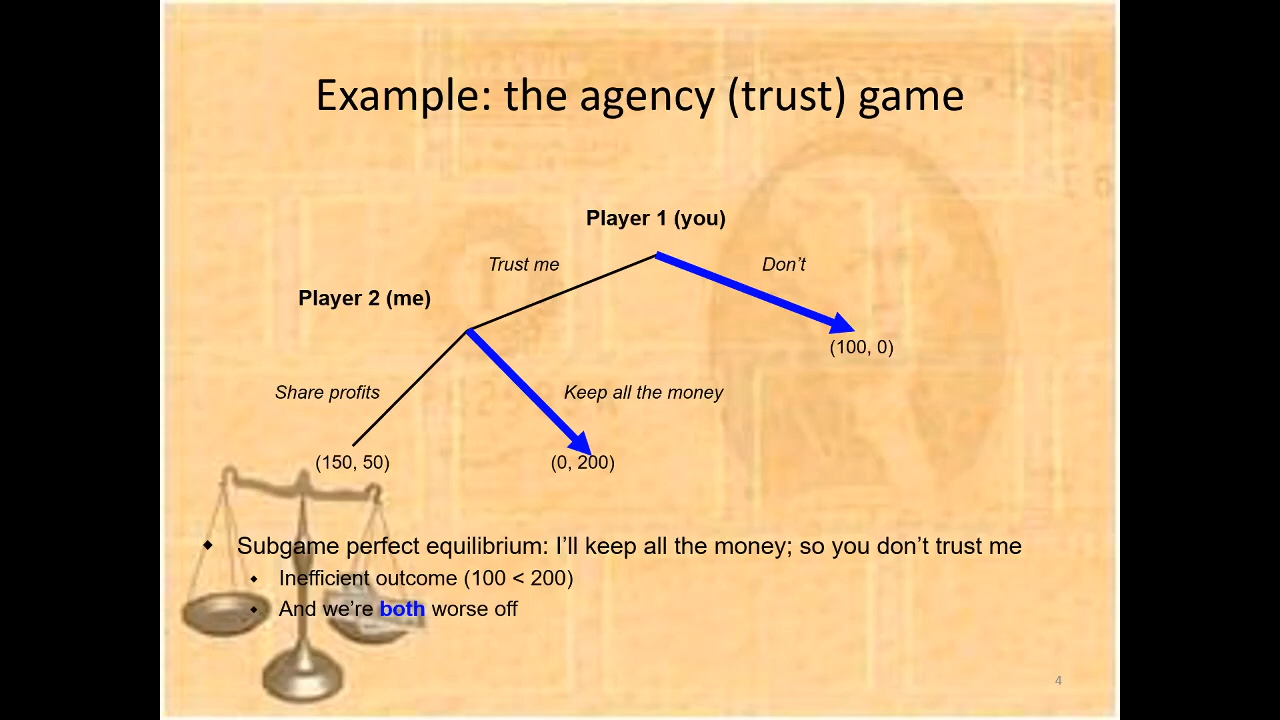 Example: the agency (trust) game
Player 1 (you)
Trust me
Don’t
Player 2 (me)
(100, 0)
Share profits
Keep all the money
(150, 50)
(0, 200)
Subgame perfect equilibrium: I’ll keep all the money; so you don’t trust me
Inefficient outcome (100 < 200)
And we’re both worse off
4